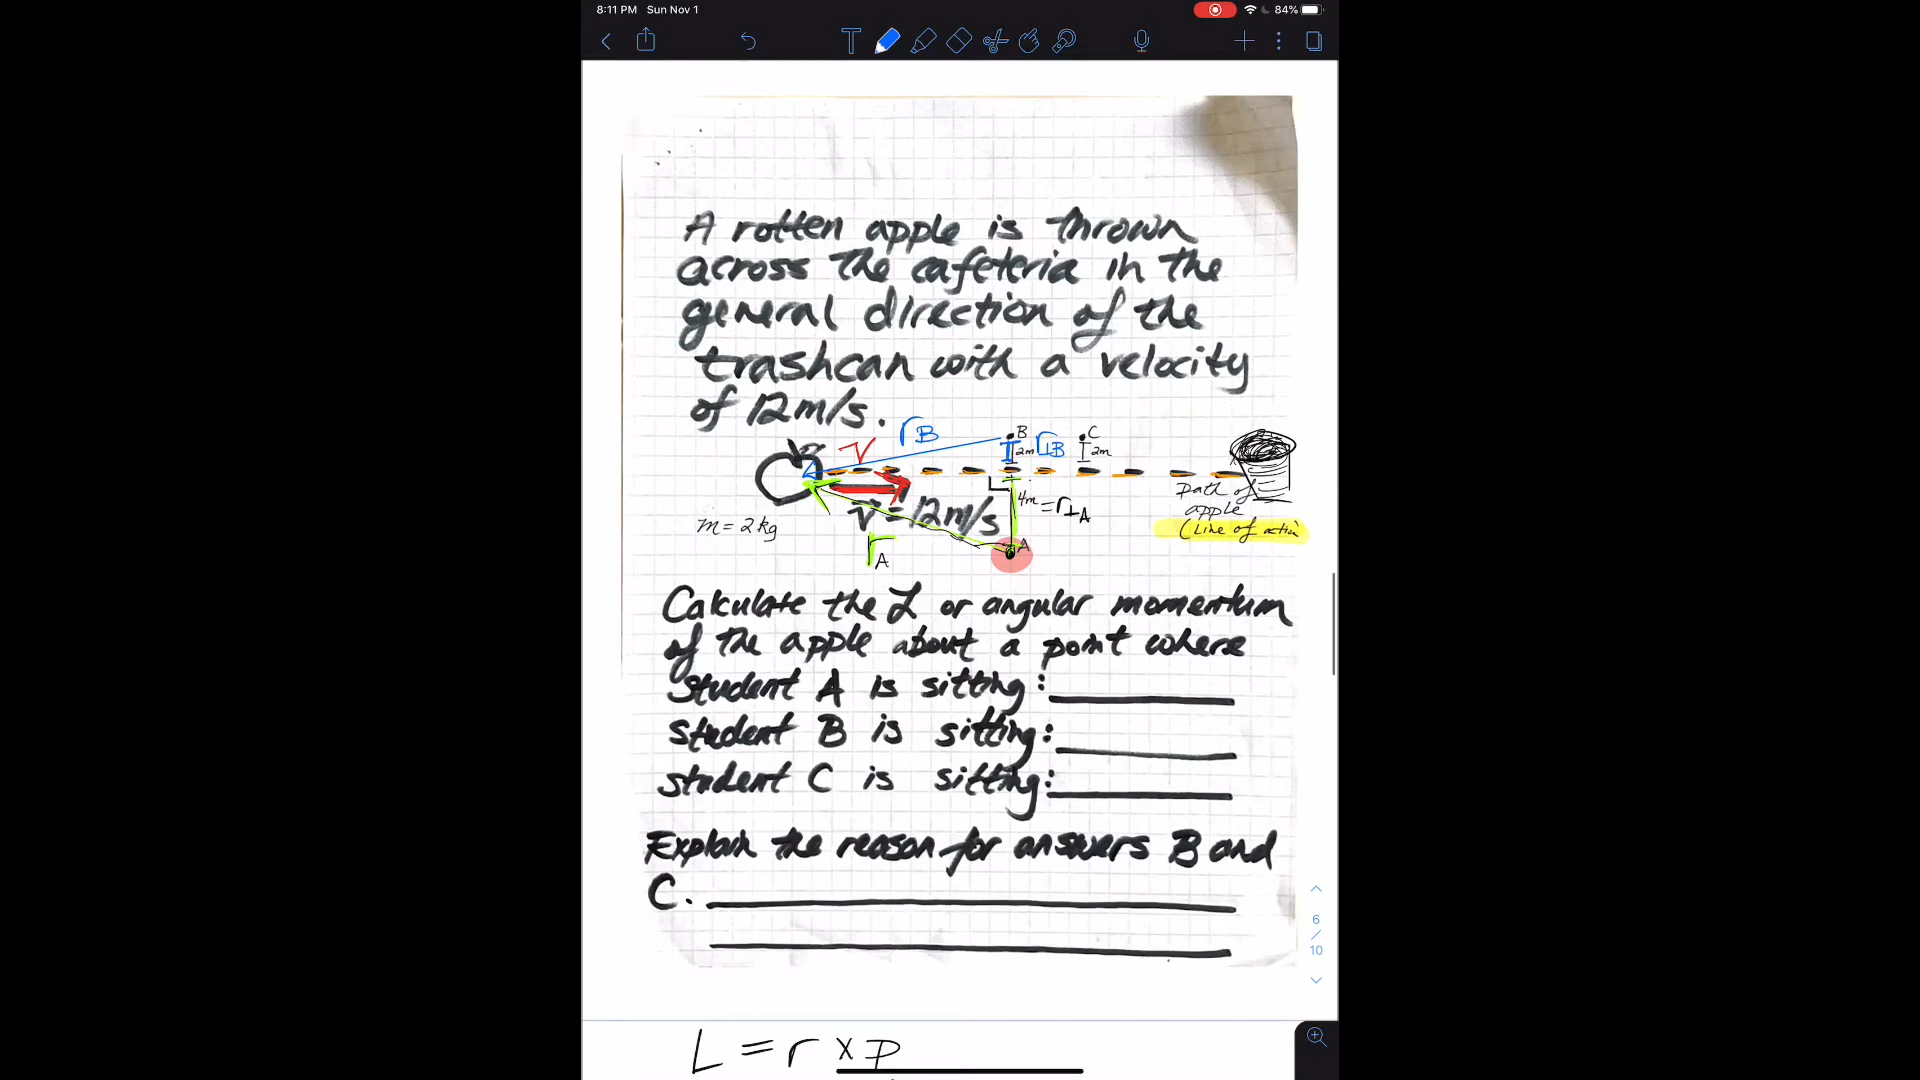 8:11 PM Sun Nov 1
84%
A rotten apple is thrown
across the cafeteria in the
general direction of the
trashcan with a velocity
of 12m/s.
r B
V
B
2m r⊥B
C
2m
m = 2kg
v = 12m/s
4m = r⊥A
A
r A
Path of
apple
(Line of action
Calculate the L or angular momentum
of the apple about a point where
student A is sitting:
student B is sitting:
student C is sitting:
Explain the reason for answers B and
C.
6
/
10
L = r x p